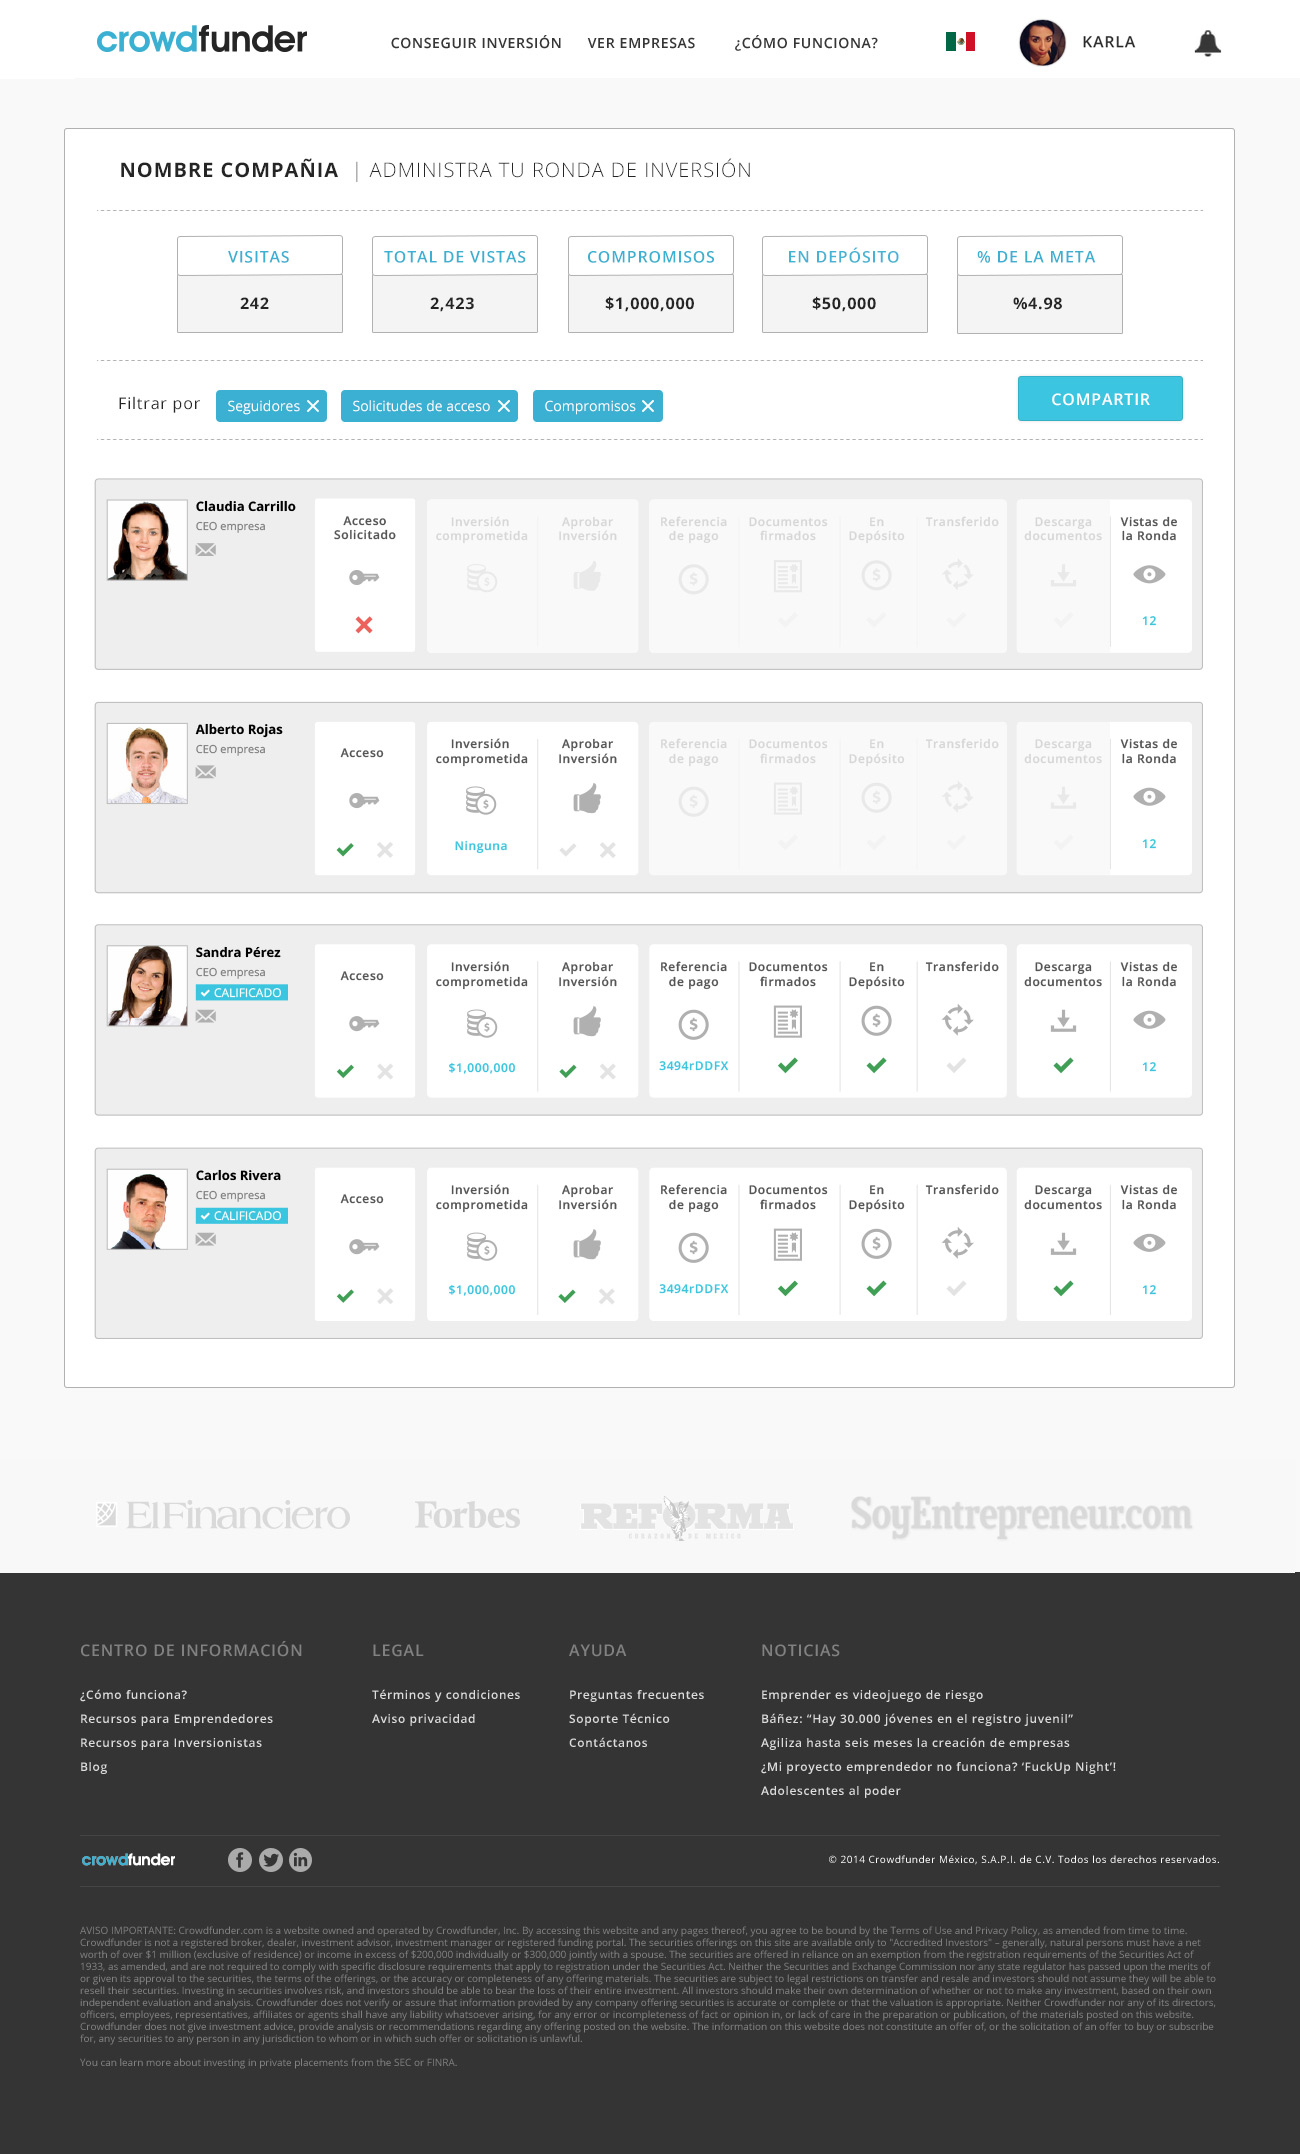 crowdfunder
CONSEGUIR INVERSIÓN VER EMPRESAS ¿CÓMO FUNCIONA? KARLA
NOMBRE COMPAÑIA | ADMINISTRA TU RONDA DE INVERSIÓN
VISITAS TOTAL DE VISTAS COMPROMISOS EN DEPÓSITO % DE LA META
242 2,423 $1,000,000 $50,000 %4.98
Filtrar por Seguidores Solicitudes de acceso Compromisos COMPARTIR
Claudia Carrillo
CEO empresa
Acceso Inversión Aprobar Referencia Documentos En Transferido Descarga Vistas de
Solicitado comprometida Inversión de pago firmados Depósito documentos la Ronda
12
Alberto Rojas
CEO empresa
Acceso Inversión Aprobar Referencia Documentos En Transferido Descarga Vistas de
comprometida Inversión de pago firmados Depósito documentos la Ronda
Ninguna 12
Sandra Pérez
CEO empresa
CALIFICADO
Acceso Inversión Aprobar Referencia Documentos En Transferido Descarga Vistas de
comprometida Inversión de pago firmados Depósito documentos la Ronda
$1,000,000 3494rDDFX 12
Carlos Rivera
CEO empresa
CALIFICADO
Acceso Inversión Aprobar Referencia Documentos En Transferido Descarga Vistas de
comprometida Inversión de pago firmados Depósito documentos la Ronda
$1,000,000 3494rDDFX 12
El Financiero Forbes REFORMA SoyEntrepreneur.com
CORAZON DE MEXICO
CENTRO DE INFORMACIÓN LEGAL AYUDA NOTICIAS
¿Cómo funciona? Términos y condiciones Preguntas frecuentes Emprender es videojuego de riesgo
Recursos para Emprendedores Aviso privacidad Soporte Técnico Báñez: “Hay 30.000 jóvenes en el registro juvenil”
Recursos para Inversionistas Contáctanos Agiliza hasta seis meses la creación de empresas
Blog ¿Mi proyecto emprendedor no funciona? ‘FuckUp Night’!
Adolescentes al poder
crowdfunder © 2014 Crowdfunder México, S.A.P.I. de C.V. Todos los derechos reservados.
AVISO IMPORTANTE: Crowdfunder.com is a website owned and operated by Crowdfunder, Inc. By accessing this website and any pages thereof, you agree to be bound by the Terms of Use and Privacy Policy, as amended from time to time.
Crowdfunder is not a registered broker, dealer, investment advisor, investment manager or registered funding portal. The securities offerings on this site are available only to "Accredited Investors" – generally, natural persons must have a net
worth of over $1 million (exclusive of residence) or income in excess of $200,000 individually or $300,000 jointly with a spouse. The securities are offered in reliance on an exemption from the registration requirements of the Securities Act of
1933, as amended, and are not required to comply with specific disclosure requirements that apply to registration under the Securities Act. Neither the Securities and Exchange Commission nor any state regulator has passed upon the merits of
or given its approval to the securities, the terms of the offerings, or the accuracy or completeness of any offering materials. The securities are subject to legal restrictions on transfer and resale and investors should not assume they will be able to
resell their securities. Investing in securities involves risk, and investors should be able to bear the loss of their entire investment. All investors should make their own determination of whether or not to make any investment, based on their own
independent evaluation and analysis. Crowdfunder does not verify or assure that information provided by any company offering securities is accurate or complete or that the valuation is appropriate. Neither Crowdfunder nor any of its directors,
officers, employees, representatives, affiliates or agents shall have any liability whatsoever arising, for any error or incompleteness of fact or opinion in, or lack of care in the preparation or publication, of the materials posted on this website.
Crowdfunder does not give investment advice, provide analysis or recommendations regarding any offering posted on the website. The information on this website does not constitute an offer of, or the solicitation of an offer to buy or subscribe
for, any securities to any person in any jurisdiction to whom or in which such offer or solicitation is unlawful.
You can learn more about investing in private placements from the SEC or FINRA.